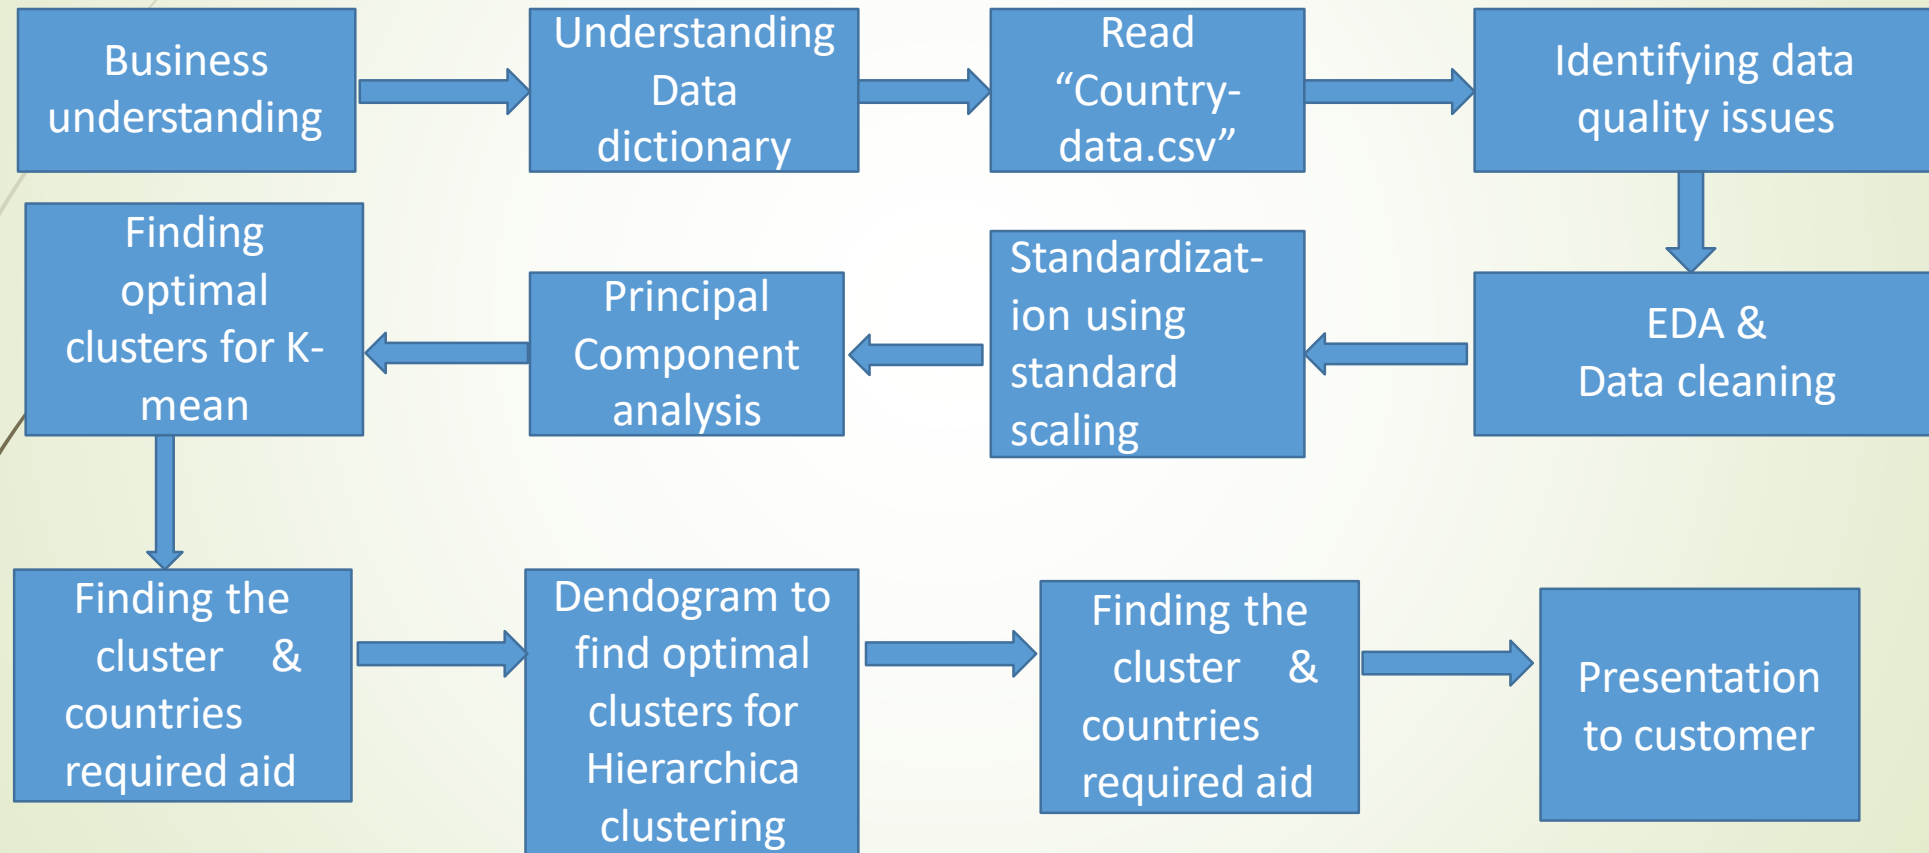 Business
understanding
Understanding
Data
dictionary
Read
“Country-
data.csv”
Identifying data
quality issues
EDA &
Data cleaning
Standardizat-
ion using
standard
scaling
Principal
Component
analysis
Finding
optimal
clusters for K-
mean
Finding the
cluster &
countries
required aid
Dendogram to
find optimal
clusters for
Hierarchica
clustering
Finding the
cluster &
countries
required aid
Presentation
to customer